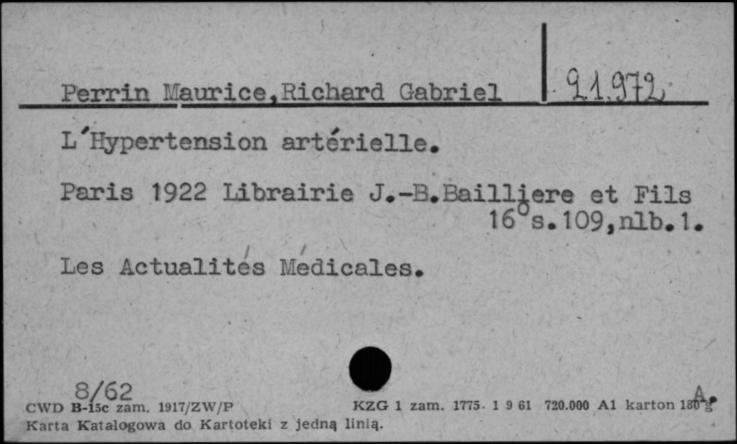 Perrin Maurice,Richard Gabriel 21.972
L'Hypertension artérielle.
Paris 1922 Librairie J.-B.Bailliere et Fils
16°s.109,nlb.1.
Les Actualités Médicales.
8/62 A.
CWD B-15c zam. 1917/ZW/P KZG 1 zam. 1775. 1 9 61 720.000 A1 karton 180 g
Karta Katalogowa do Kartoteki z jedną linią.